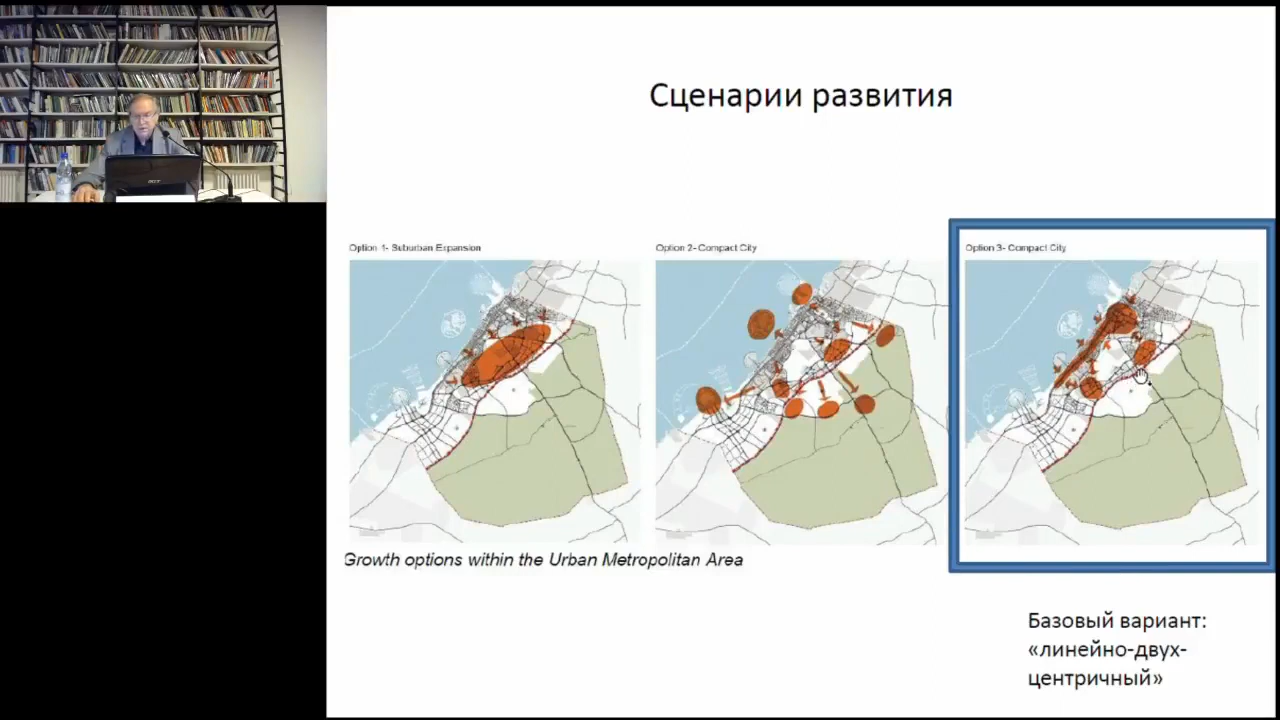 Сценарии развития
Option 1- Suburban Expansion
Option 2- Compact City
Option 3- Compact City
Growth options within the Urban Metropolitan Area
Базовый вариант:
«линейно-двух-
центричный»
acer